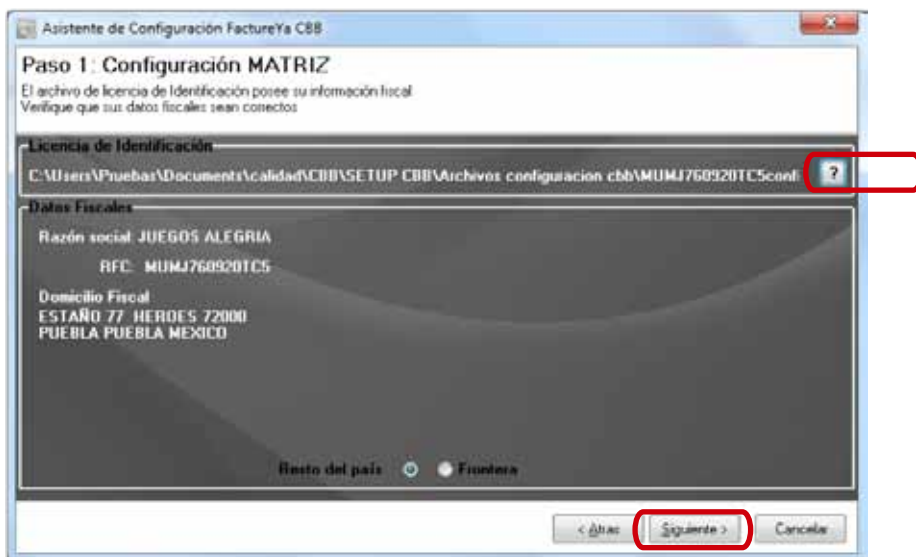 Asistente de Configuración FactureYa CBB
Paso 1: Configuración MATRIZ
El archivo de licencia de Identificación posee su información fiscal
Verifique que sus datos fiscales sean correctos
Licencia de Identificación
C:\Users\Pruebas\Documents\calidad\CBB\SETUP CBB\Archivos configuracion cbb\MUMJ760920TC5conf
?
Datos Fiscales
Razón social JUEGOS ALEGRIA
RFC: MUMJ760920TC5
Domicilio Fiscal
ESTAÑO 77 HEROES 72000
PUEBLA PUEBLA MEXICO
Resto del país Frontera
< Atras Siguiente > Cancelar